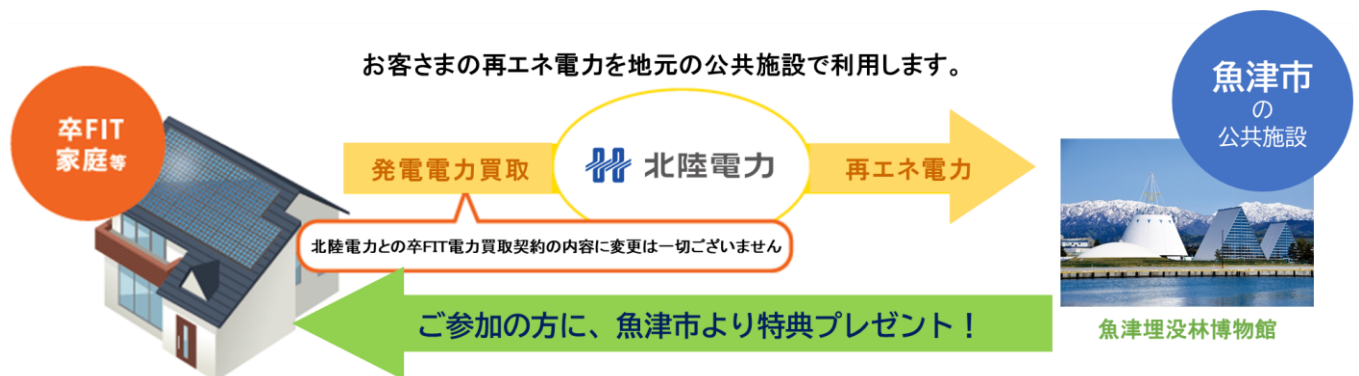 お客さまの再エネ電力を地元の公共施設で利用します。
卒FIT
家庭等
発電電力買取
北陸電力
再エネ電力
魚津市
の
公共施設
北陸電力との卒FIT電力買取契約の内容に変更は一切ございません
ご参加の方に、魚津市より特典プレゼント！
魚津埋没林博物館